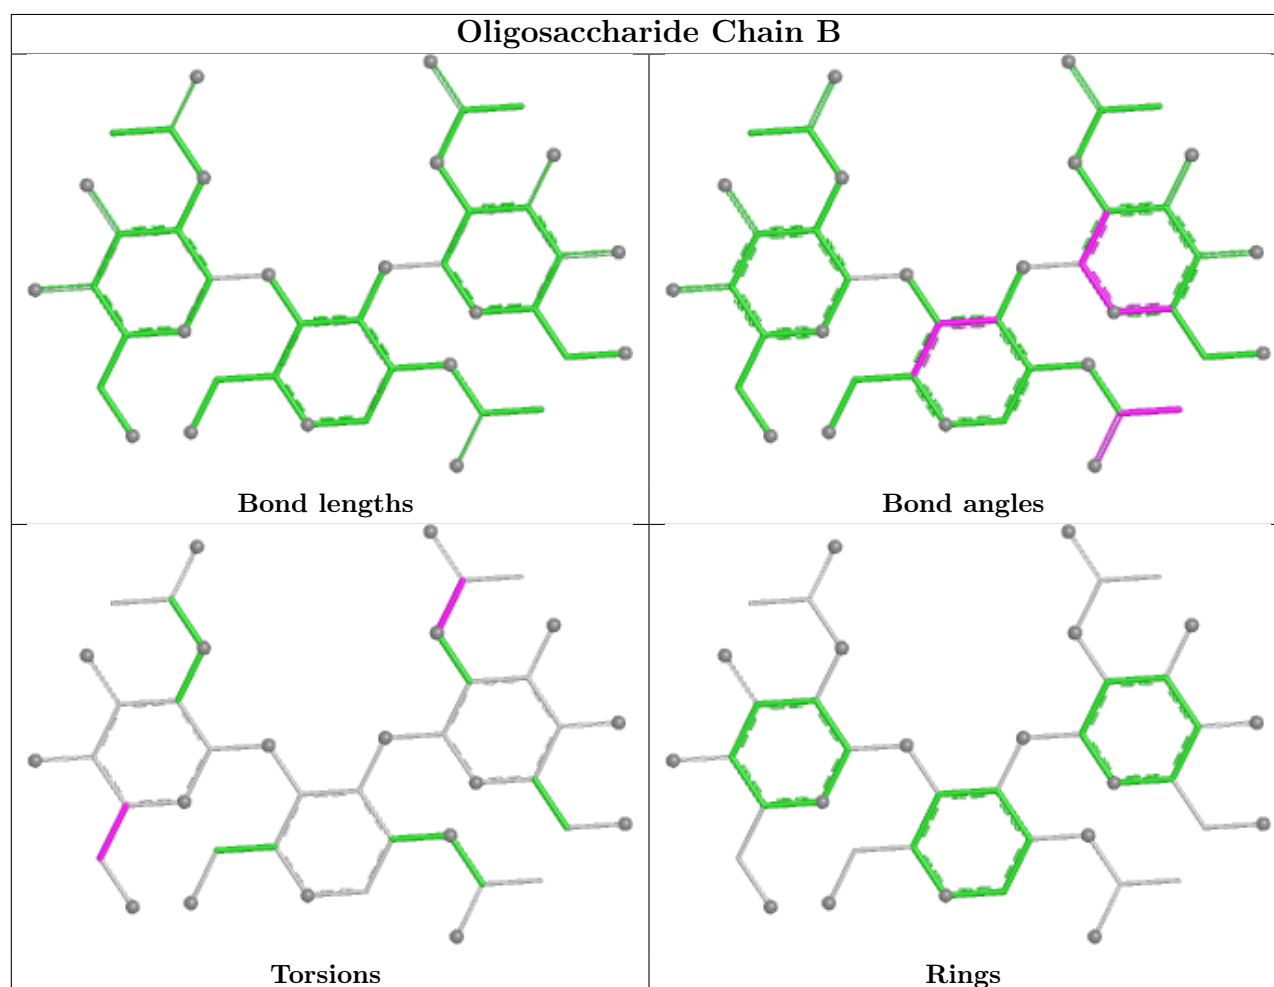 Oligosaccharide Chain B
Bond lengths
Bond angles
Torsions
Rings